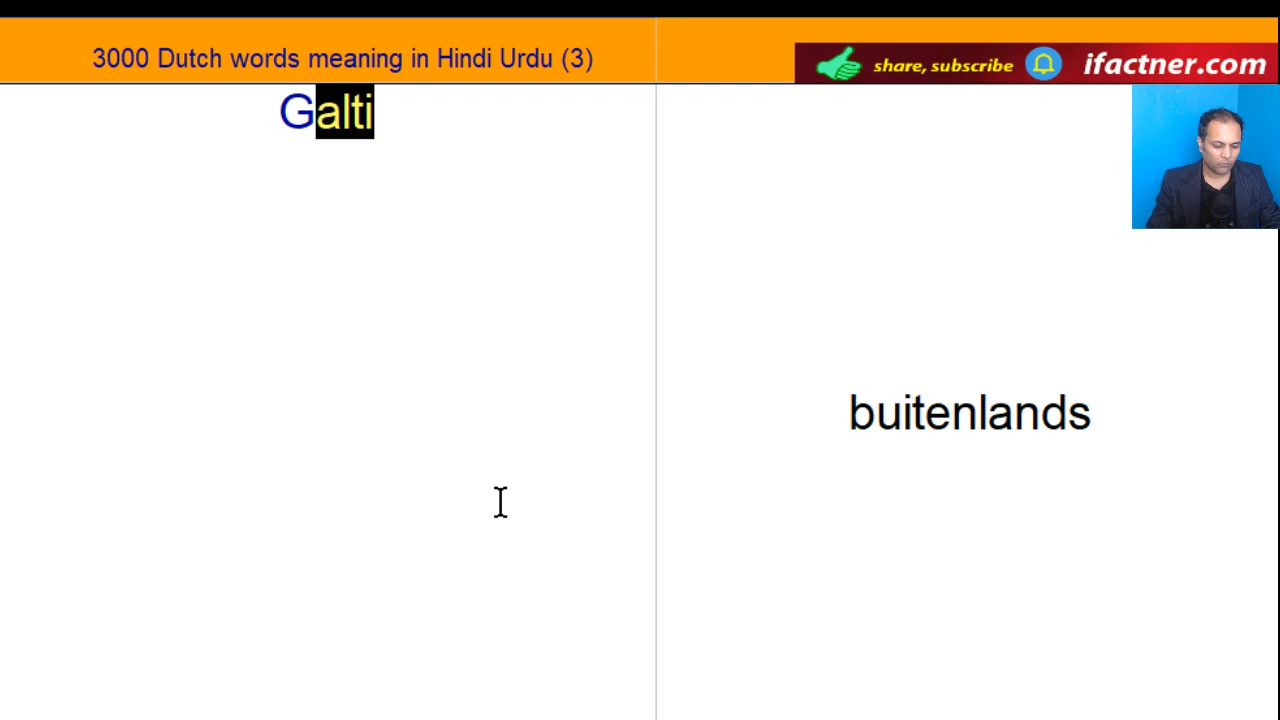 3000 Dutch words meaning in Hindi Urdu (3)
share, subscribe
ifactner.com
Galti
buitenlands